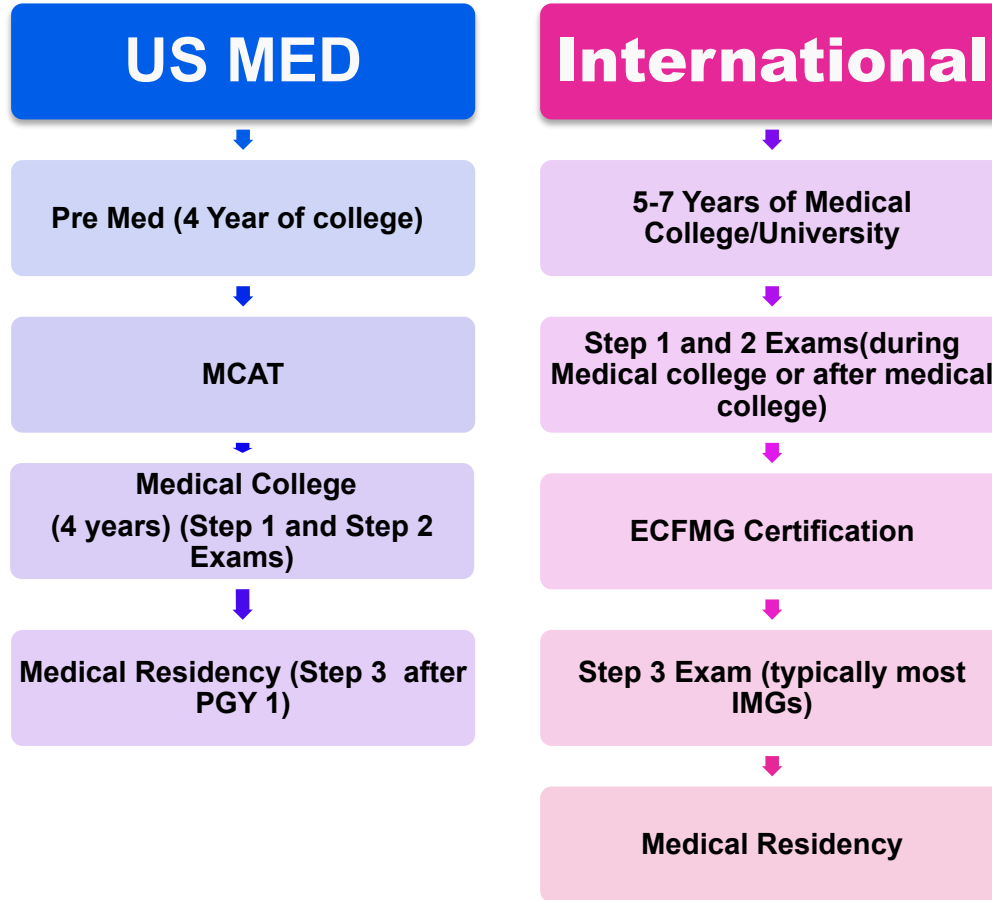 US MED
Pre Med (4 Year of college)
MCAT
Medical College
(4 years) (Step 1 and Step 2
Exams)
Medical Residency (Step 3  after
PGY 1)
International
5-7 Years of Medical
College/University
Step 1 and 2 Exams(during
Medical college or after medical
college)
ECFMG Certification
Step 3 Exam (typically most
IMGs)
Medical Residency